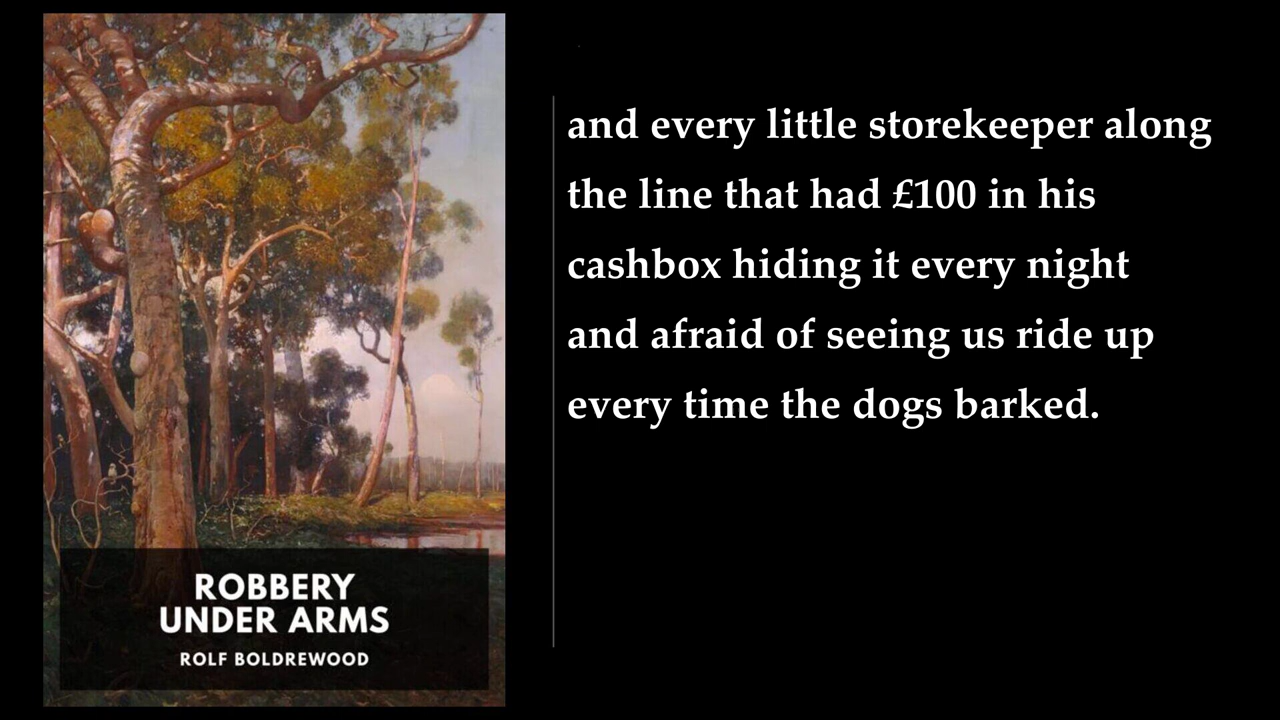 ROBBERY
UNDER ARMS
ROLF BOLDREWOOD
and every little storekeeper along
the line that had £100 in his
cashbox hiding it every night
and afraid of seeing us ride up
every time the dogs barked.